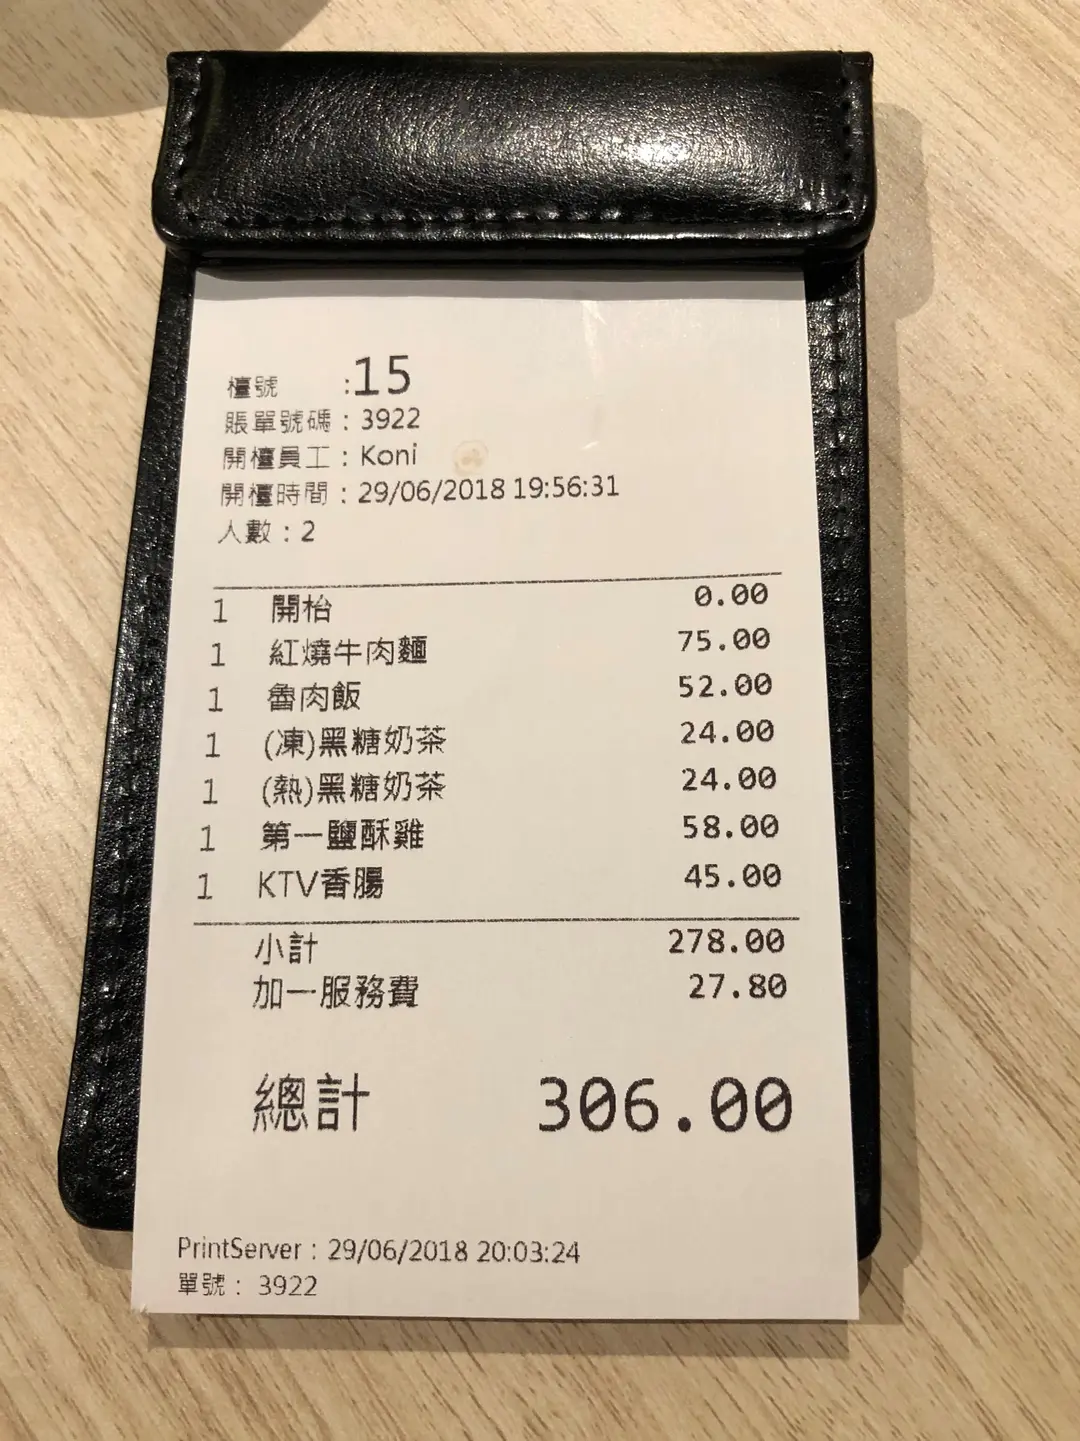 檯號 :15
賬單號碼：3922
開檯員工：Koni
開檯時間：29/06/2018 19:56:31
人數：2
1 開枱 0.00
1 紅燒牛肉麵 75.00
1 魯肉飯 52.00
1 (凍)黑糖奶茶 24.00
1 (熱)黑糖奶茶 24.00
1 第一鹽酥雞 58.00
1 KTV香腸 45.00
小計 278.00
加一服務費 27.80
總計 306.00
PrintServer : 29/06/2018 20:03:24
單號： 3922